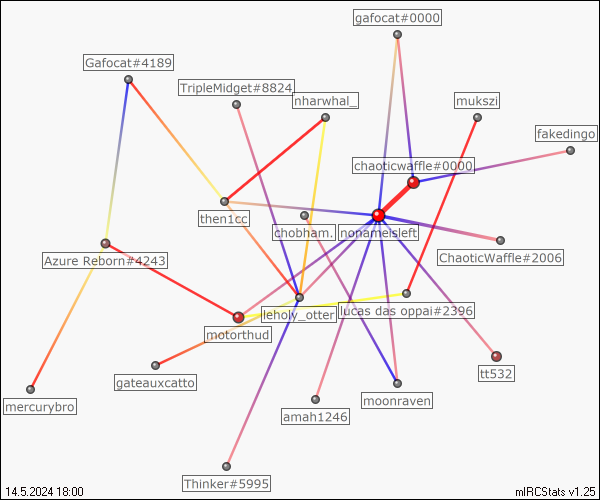 gafocat#0000
Gafocat#4189
TripleMidget#8824
nharwhal_
mukszi
fakedingo
chaoticwaffle#0000
then1cc
chobham.
nonameisleft
Azure Reborn#4243
ChaoticWaffle#2006
leholy_otter
lucas das oppai#2396
motorthud
gateauxcatto
tt532
mercurybro
amah1246
moonraven
Thinker#5995
14.5.2024 18:00
mIRCStats v1.25